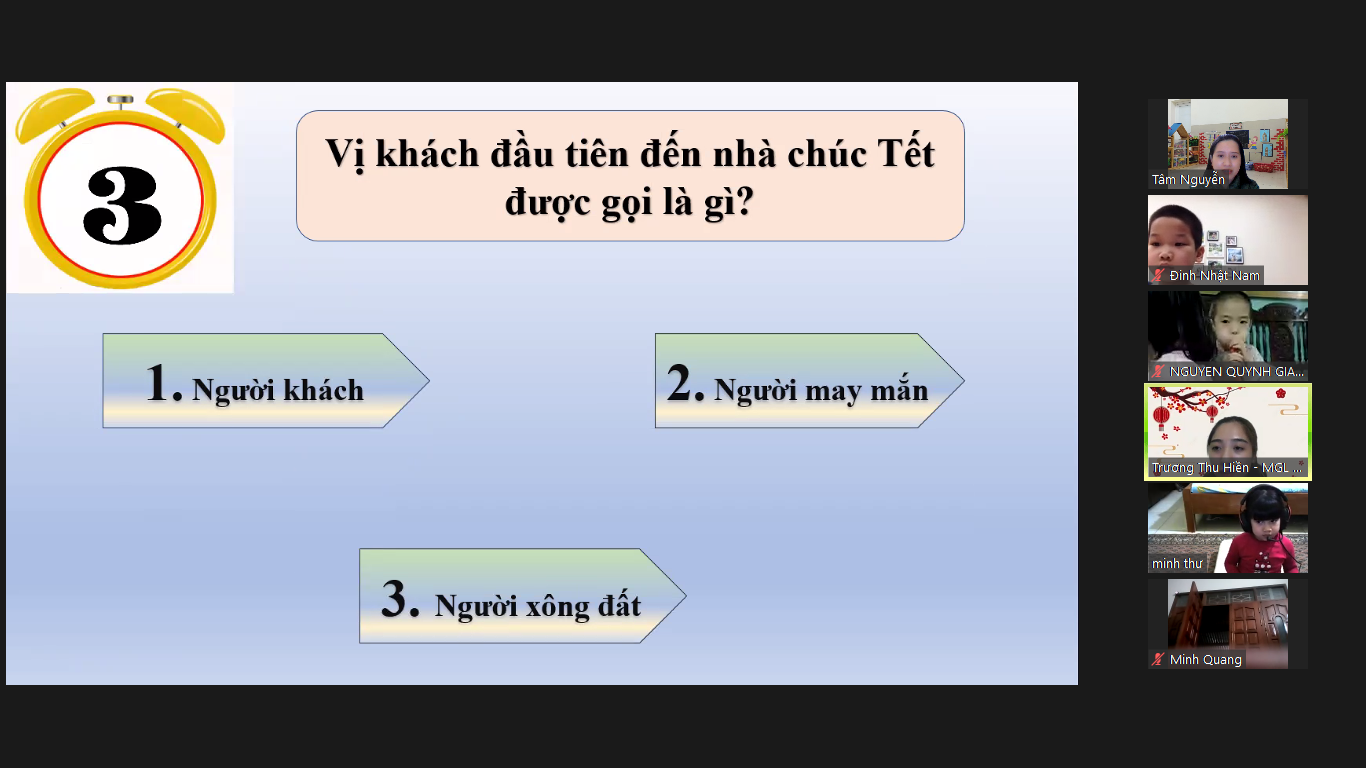 3
Vị khách đầu tiên đến nhà chúc Tết
được gọi là gì?
1. Người khách
2. Người may mắn
3. Người xông đất
Tâm Nguyễn
Đinh Nhật Nam
NGUYEN QUYNH GIA...
Trương Thu Hiền - MGL ...
minh thư
Minh Quang